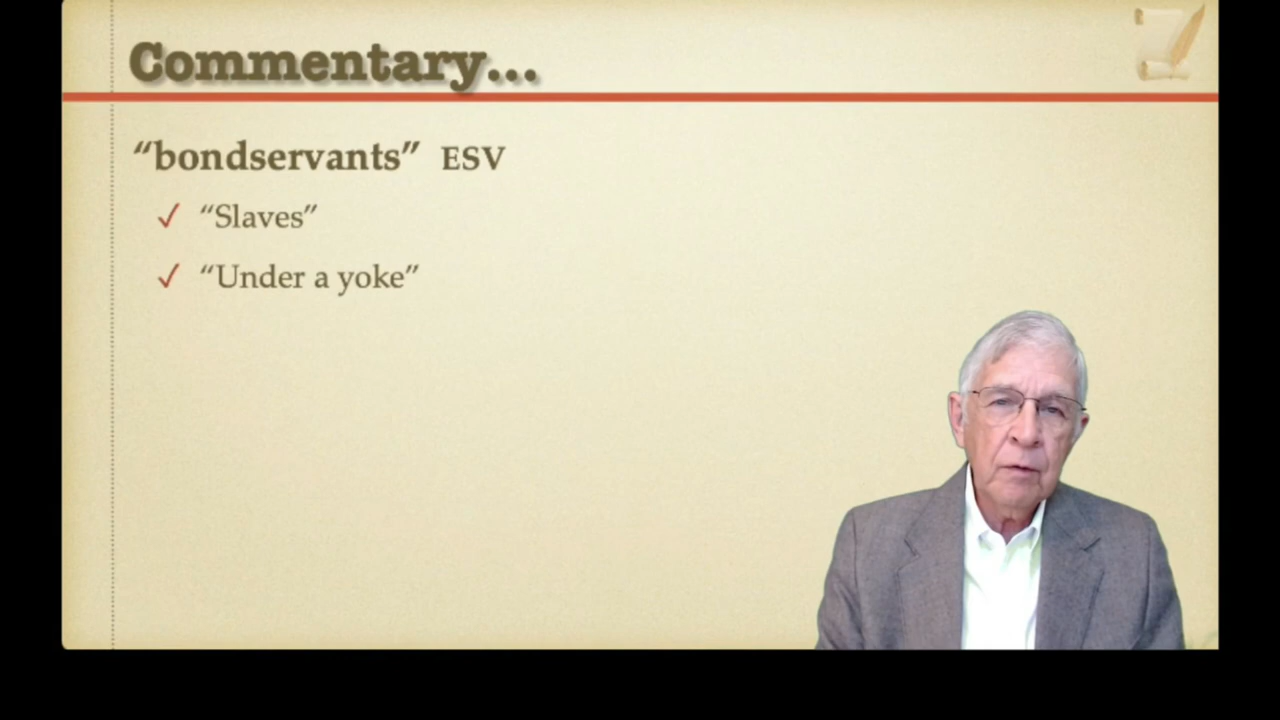 Commentary...
“bondservants” ESV
✓ “Slaves”
✓ “Under a yoke”